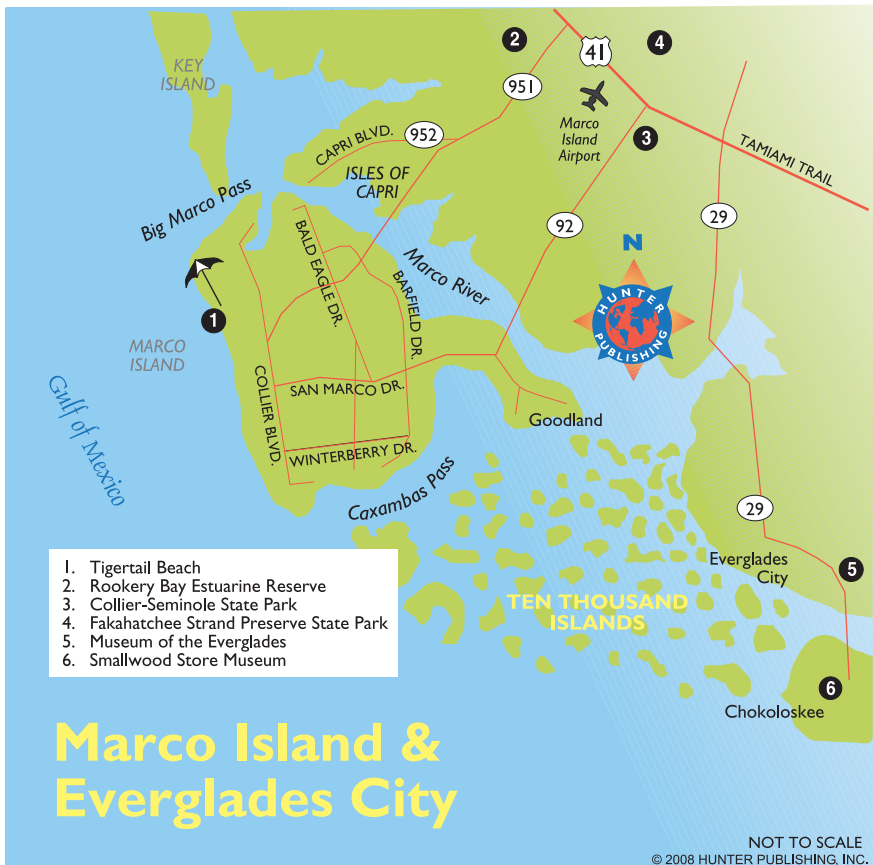 KEY
ISLAND
2
41
4
951
Marco
Island
Airport
3
952
CAPRI BLVD.
TAMIAMI TRAIL
ISLES OF
CAPRI
Big Marco Pass
29
92
N
BALD EAGLE DR.
Marco River
BARFIELD DR.
HUNTER
PUBLISHING
1
MARCO
ISLAND
Gulf of Mexico
COLLIER BLVD.
SAN MARCO DR.
Goodland
WINTERBERRY DR.
Caxambas Pass
29
Everglades
City
5
TEN THOUSAND
ISLANDS
1. Tigertail Beach
2. Rookery Bay Estuarine Reserve
3. Collier-Seminole State Park
4. Fakahatchee Strand Preserve State Park
5. Museum of the Everglades
6. Smallwood Store Museum
6
Chokoloskee
Marco Island &
Everglades City
NOT TO SCALE
© 2008 HUNTER PUBLISHING, INC.